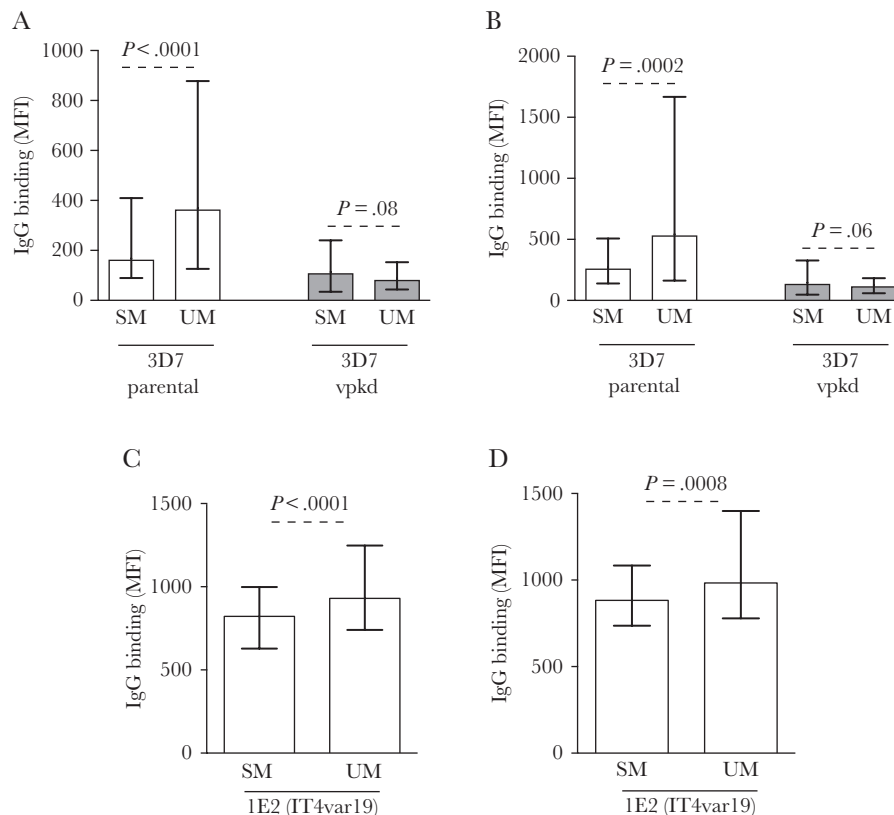 A
IgG binding (MFI)
1000
800
600
400
200
0
P < .0001
P = .08
SM UM SM UM
3D7 3D7
parental vpkd
B
IgG binding (MFI)
2000
1500
1000
500
0
P = .0002
P = .06
SM UM SM UM
3D7 3D7
parental vpkd
C
IgG binding (MFI)
1500
1000
500
0
P < .0001
SM UM
1E2 (IT4var19)
D
IgG binding (MFI)
1500
1000
500
0
P = .0008
SM UM
1E2 (IT4var19)